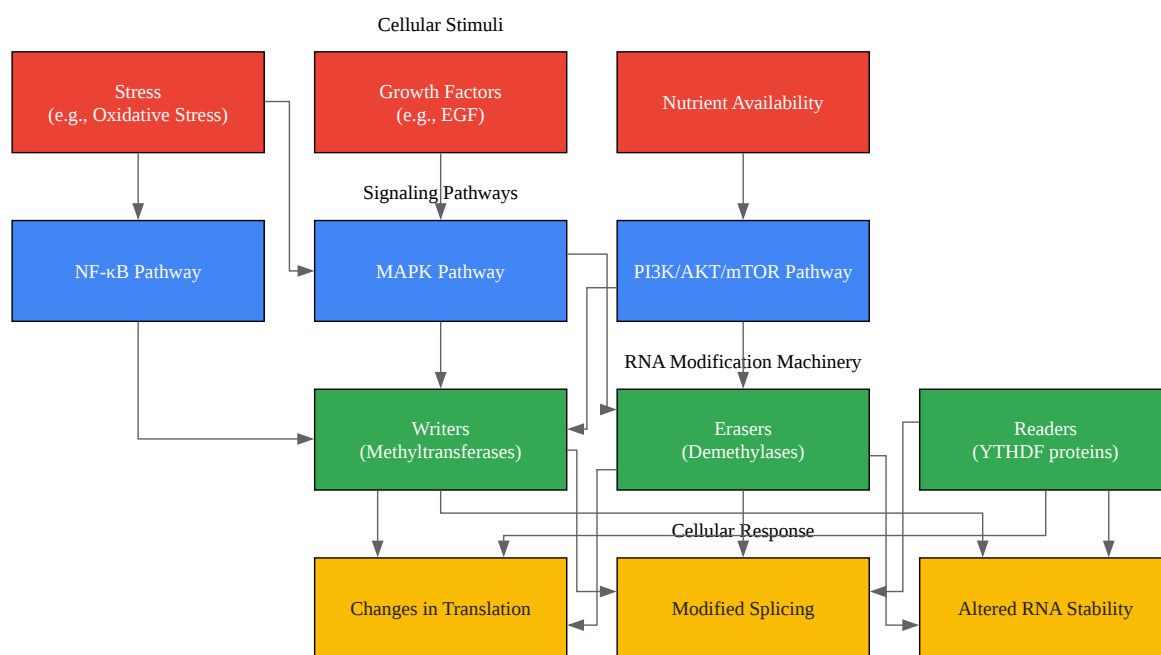 Cellular Stimuli
Stress
(e.g., Oxidative Stress)
Growth Factors
(e.g., EGF)
Nutrient Availability
Signaling Pathways
NF-κB Pathway
MAPK Pathway
PI3K/AKT/mTOR Pathway
RNA Modification Machinery
Writers
(Methyltransferases)
Erasers
(Demethylases)
Readers
(YTHDF proteins)
Cellular Response
Changes in Translation
Modified Splicing
Altered RNA Stability